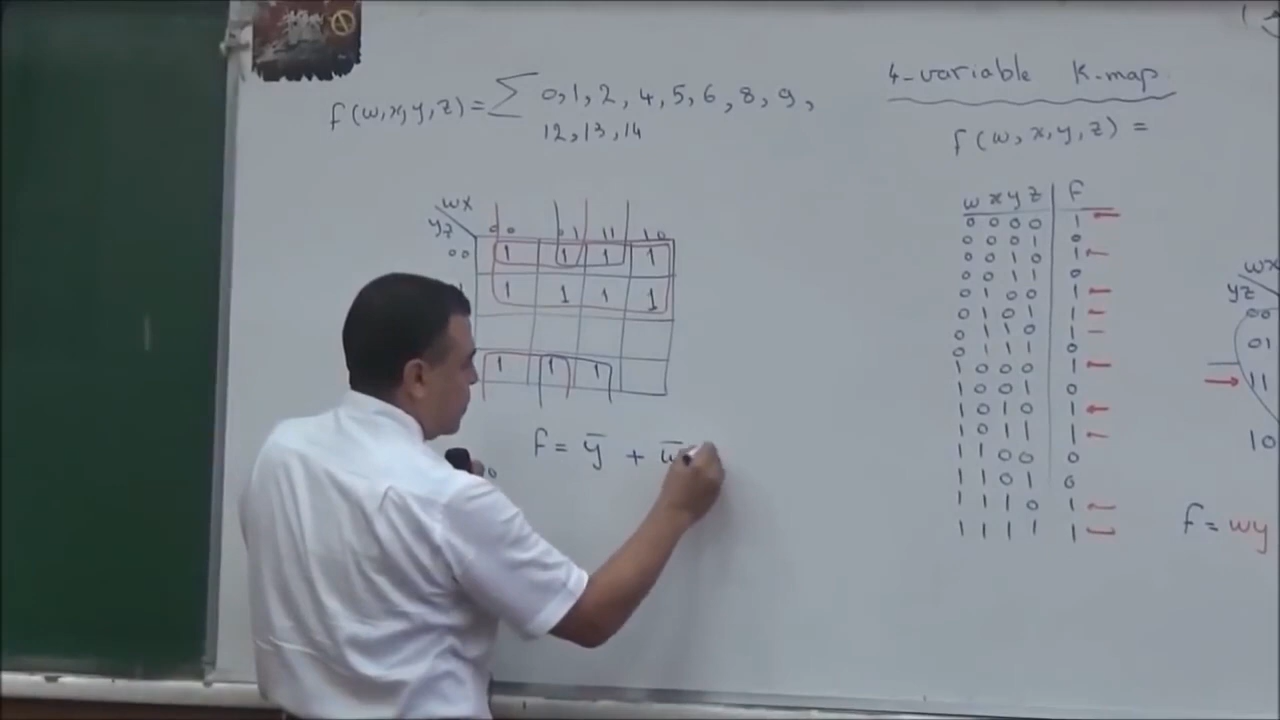 f(w,x,y,z) = ∑ 0,1,2,4,5,6,8,9,
12,13,14
wx
yz
00 01 11 10
00 1 1 1 1
1 1 1 1 1
1 1 1
0
f = y̅ + w̅
4-variable K-map
f(w,x,y,z) =
w x y z f
0 0 0 0 1
0 0 0 1 0
0 0 1 0 1
0 0 1 1 0
0 1 0 0 1
0 1 0 1 1
0 1 1 0 1
0 1 1 1 0
1 0 0 0 1
1 0 0 1 0
1 0 1 0 1
1 0 1 1 1
1 1 0 0 0
1 1 0 1 0
1 1 1 0 1
1 1 1 1 1
wx
yz
00
01
11
10
f = wy